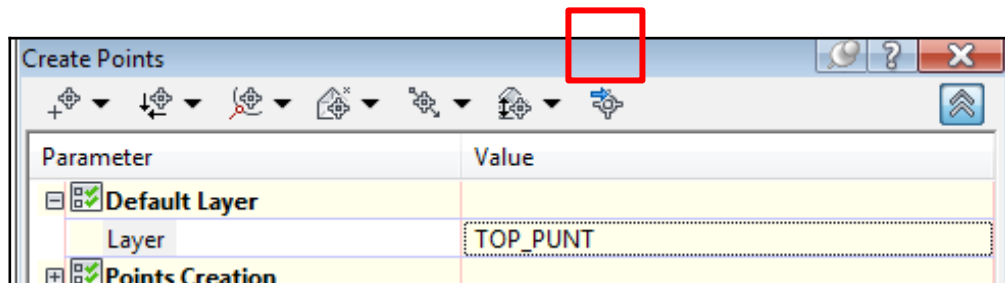 Create Points
Parameter Value
Default Layer
Layer TOP_PUNT
Points Creation